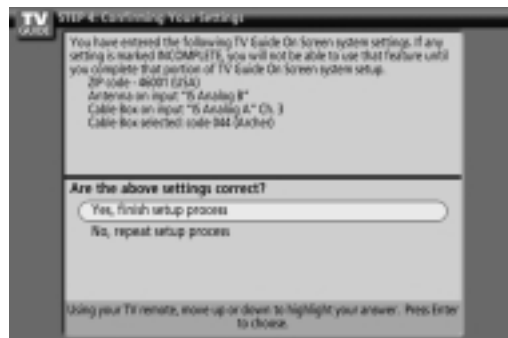 TV
GUIDE
STEP 4: Confirming Your Settings
You have entered the following TV Guide On Screen system settings. If any
setting is marked INCOMPLETE, you will not be able to use that feature until
you complete that portion of TV Guide On Screen system setup.
ZIP code - 46001 (USA)
Antenna on input "15 Analog B"
Cable Box on input "15 Analog A" Ch. 3
Cable Box selected: code 044 (Archer)
Are the above settings correct?
Yes, finish setup process
No, repeat setup process
Using your TV remote, move up or down to highlight your answer. Press Enter
to choose.